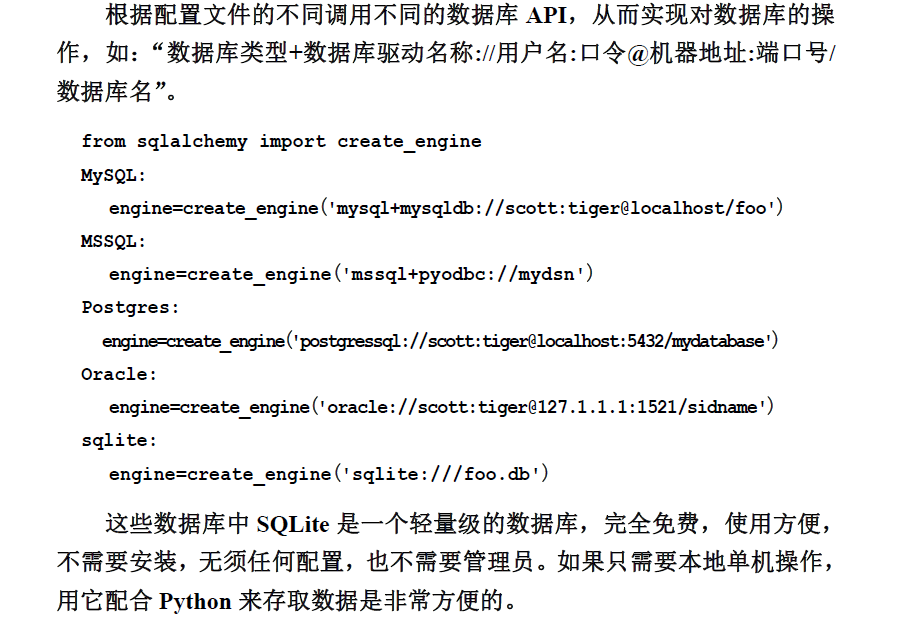 根据配置文件的不同调用不同的数据库 API，从而实现对数据库的操
作，如：“数据库类型+数据库驱动名称://用户名:口令@机器地址:端口号/
数据库名”。
from sqlalchemy import create_engine
MySQL:
engine=create_engine('mysql+mysqldb://scott:tiger@localhost/foo')
MSSQL:
engine=create_engine('mssql+pyodbc://mydsn')
Postgres:
engine=create_engine('postgressql://scott:tiger@localhost:5432/mydatabase')
Oracle:
engine=create_engine('oracle://scott:tiger@127.1.1.1:1521/sidname')
sqlite:
engine=create_engine('sqlite:///foo.db')
这些数据库中 SQLite 是一个轻量级的数据库，完全免费，使用方便，
不需要安装，无须任何配置，也不需要管理员。如果只需要本地单机操作，
用它配合 Python 来存取数据是非常方便的。